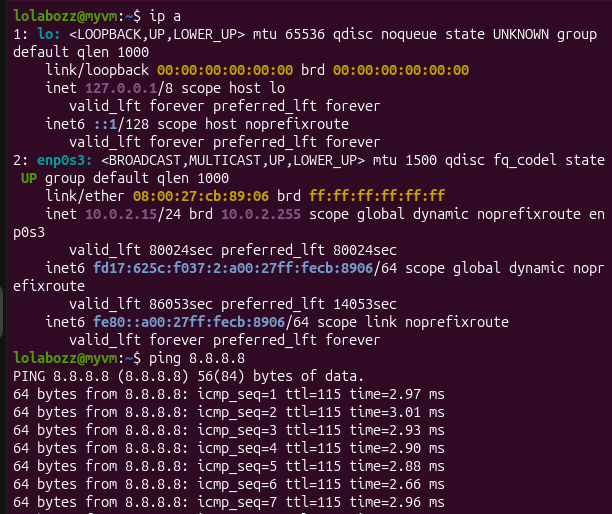 lolabozz@myvm:~$ ip a
1: lo: <LOOPBACK,UP,LOWER_UP> mtu 65536 qdisc noqueue state UNKNOWN group
default qlen 1000
    link/loopback 00:00:00:00:00:00 brd 00:00:00:00:00:00
    inet 127.0.0.1/8 scope host lo
       valid_lft forever preferred_lft forever
    inet6 ::1/128 scope host noprefixroute
       valid_lft forever preferred_lft forever
2: enp0s3: <BROADCAST,MULTICAST,UP,LOWER_UP> mtu 1500 qdisc fq_codel state
 UP group default qlen 1000
    link/ether 08:00:27:cb:89:06 brd ff:ff:ff:ff:ff:ff
    inet 10.0.2.15/24 brd 10.0.2.255 scope global dynamic noprefixroute en
p0s3
       valid_lft 80024sec preferred_lft 80024sec
    inet6 fd17:625c:f037:2:a00:27ff:fecb:8906/64 scope global dynamic nopr
efixroute
       valid_lft 86053sec preferred_lft 14053sec
    inet6 fe80::a00:27ff:fecb:8906/64 scope link noprefixroute
       valid_lft forever preferred_lft forever
lolabozz@myvm:~$ ping 8.8.8.8
PING 8.8.8.8 (8.8.8.8) 56(84) bytes of data.
64 bytes from 8.8.8.8: icmp_seq=1 ttl=115 time=2.97 ms
64 bytes from 8.8.8.8: icmp_seq=2 ttl=115 time=3.01 ms
64 bytes from 8.8.8.8: icmp_seq=3 ttl=115 time=2.93 ms
64 bytes from 8.8.8.8: icmp_seq=4 ttl=115 time=2.90 ms
64 bytes from 8.8.8.8: icmp_seq=5 ttl=115 time=2.88 ms
64 bytes from 8.8.8.8: icmp_seq=6 ttl=115 time=2.66 ms
64 bytes from 8.8.8.8: icmp_seq=7 ttl=115 time=2.96 ms